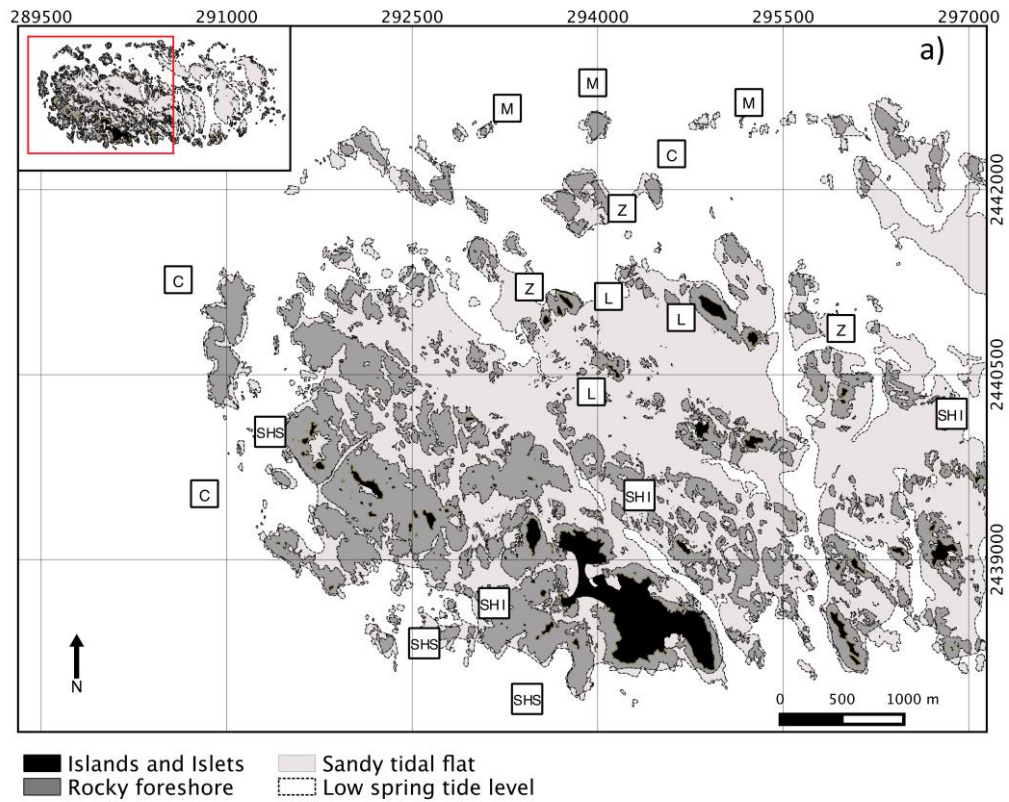 289500 291000 292500 294000 295500 297000
a)
M
M
M
C
2442000
Z
C
Z
L
L
Z
2440500
L
SHI
SHS
C
SHI
2439000
SHI
SHS
SHS
N
0 500 1000 m
Islands and Islets
Sandy tidal flat
Rocky foreshore
Low spring tide level